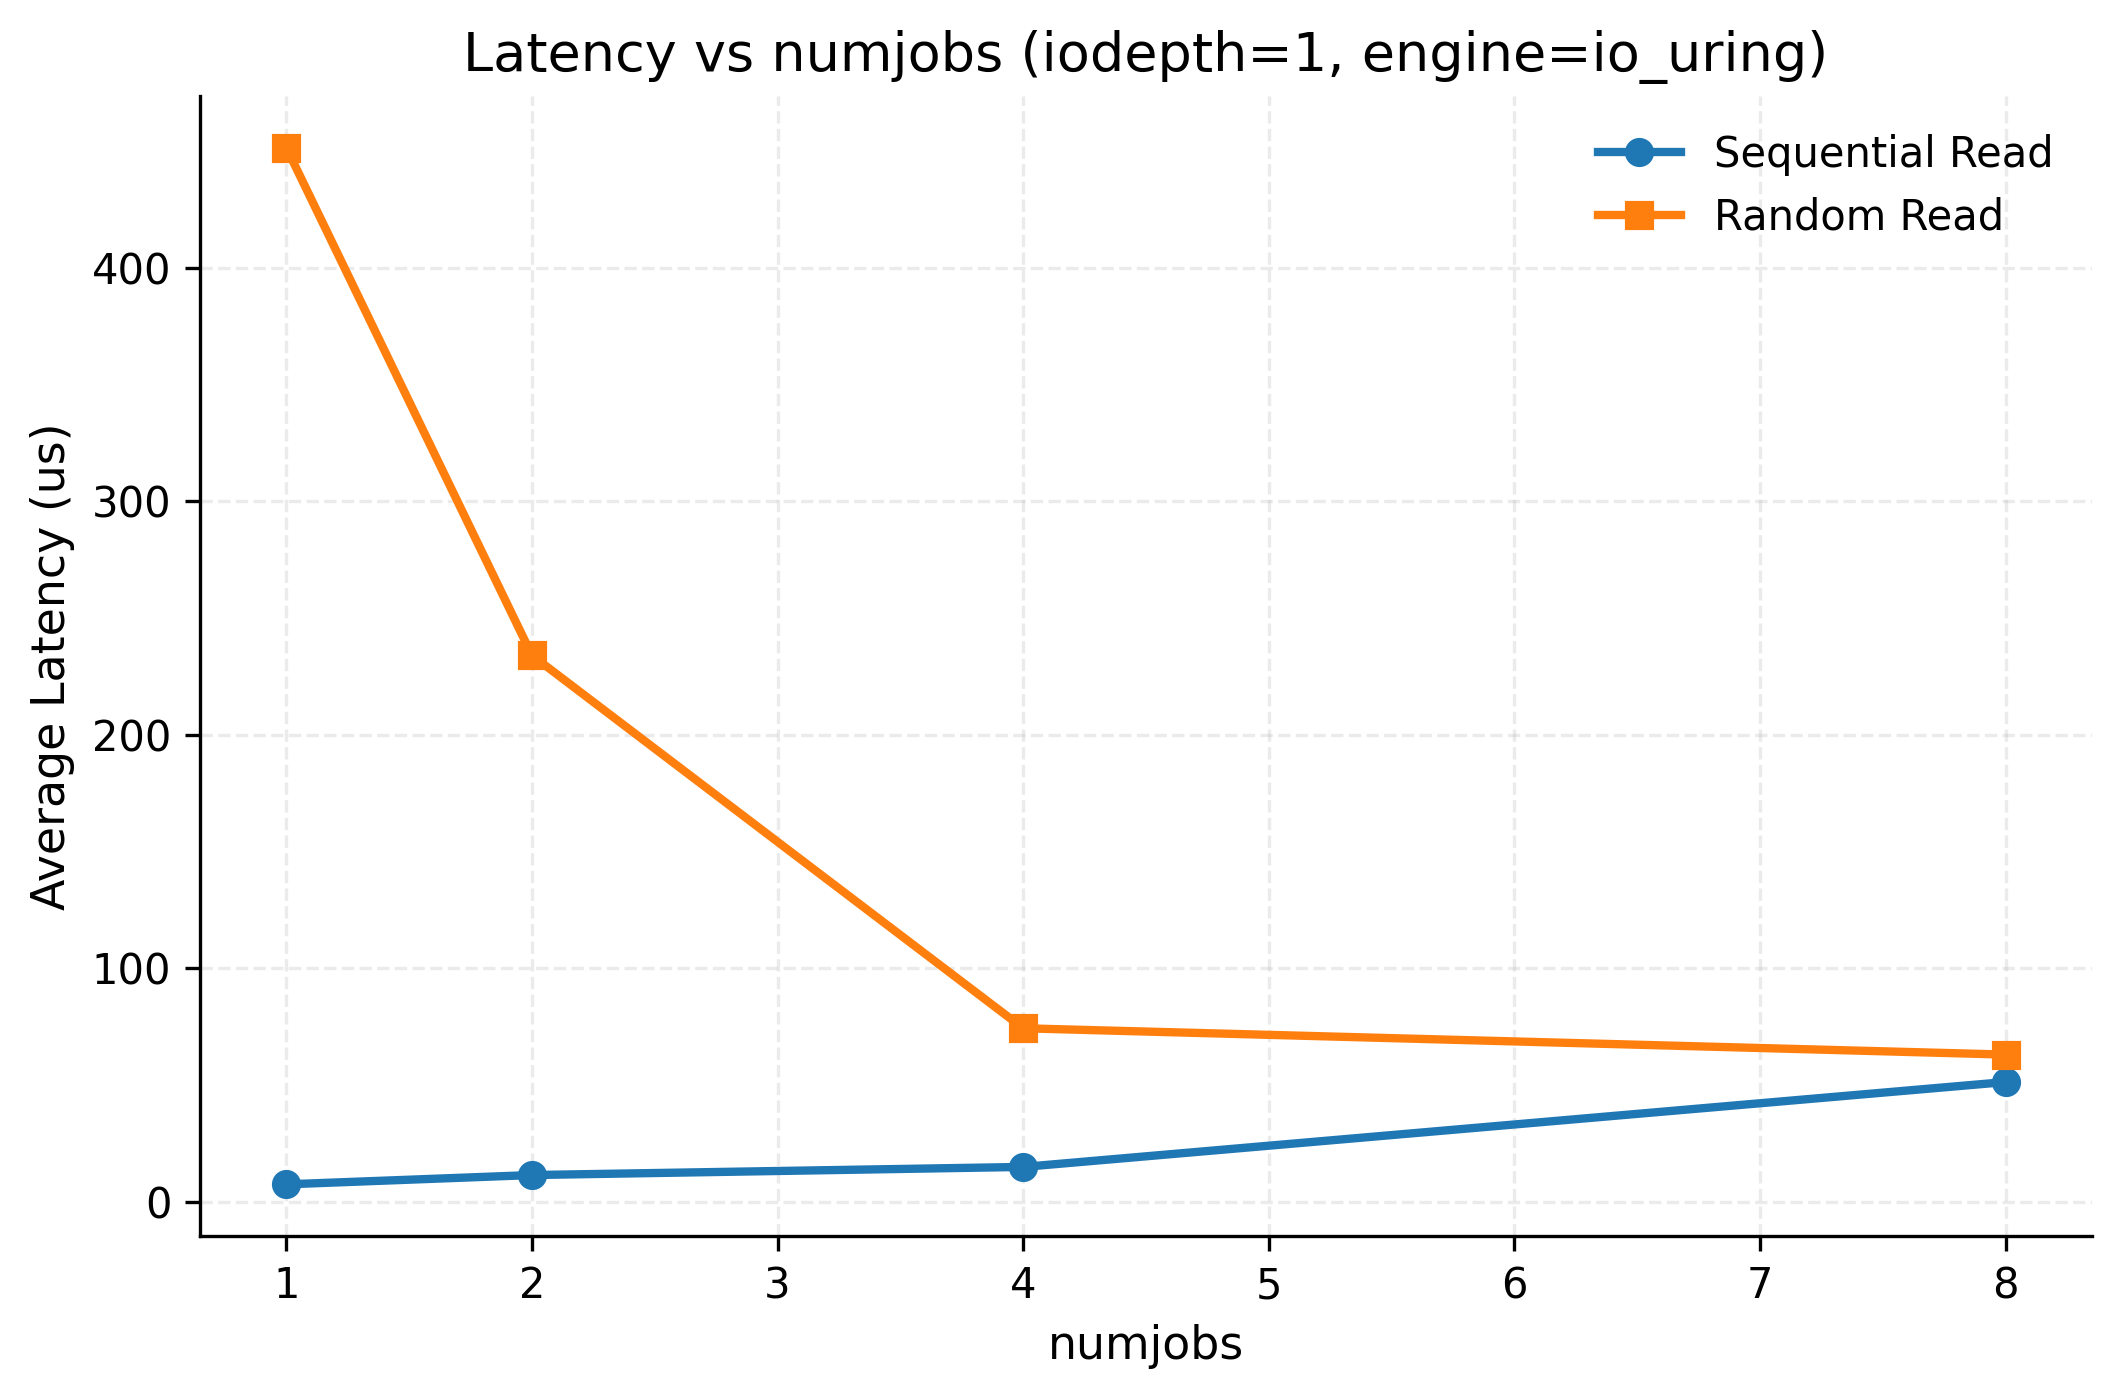 Latency vs numjobs (iodepth=1, engine=io_uring)
Sequential Read
Random Read
Average Latency (us)
400
300
200
100
0
1 2 3 4 5 6 7 8
numjobs